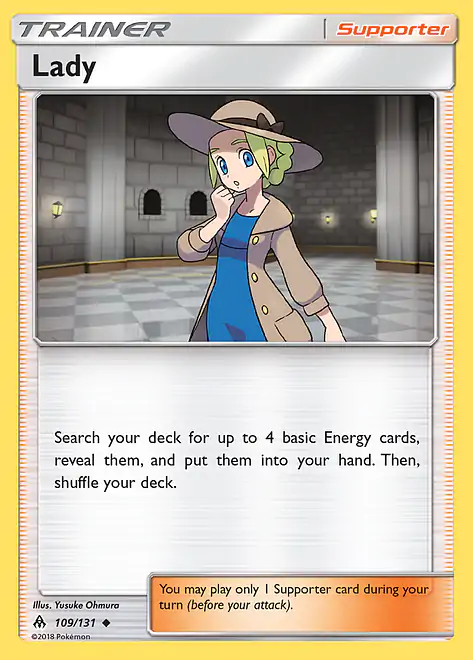 TRAINER
Supporter
Lady
Search your deck for up to 4 basic Energy cards,
reveal them, and put them into your hand. Then,
shuffle your deck.
You may play only 1 Supporter card during your
turn (before your attack).
Illus. Yusuke Ohmura
109/131
©2018 Pokémon